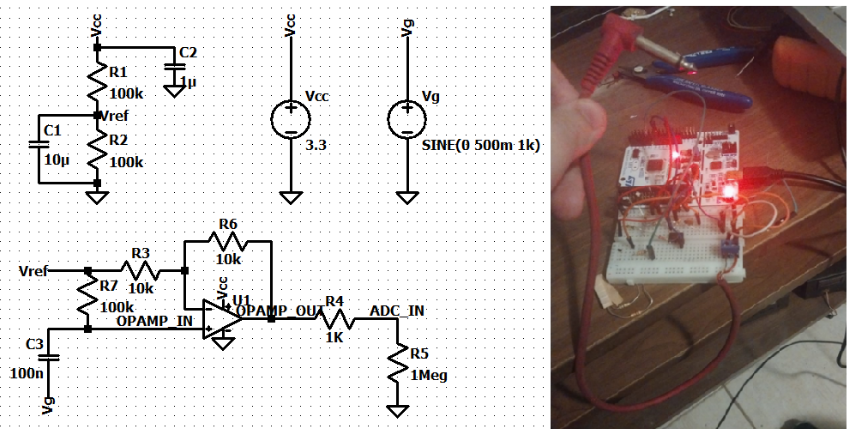 Vcc
R1
100k
C2
1µ
Vref
C1
10µ
R2
100k
Vcc
Vcc
3.3
Vg
Vg
SINE(0 500m 1k)
Vref
R3
10k
R6
10k
R7
100k
Vcc
U1
OPAMP_IN
OPAMP_OUT
R4
1K
ADC_IN
R5
1Meg
C3
100n
Vg